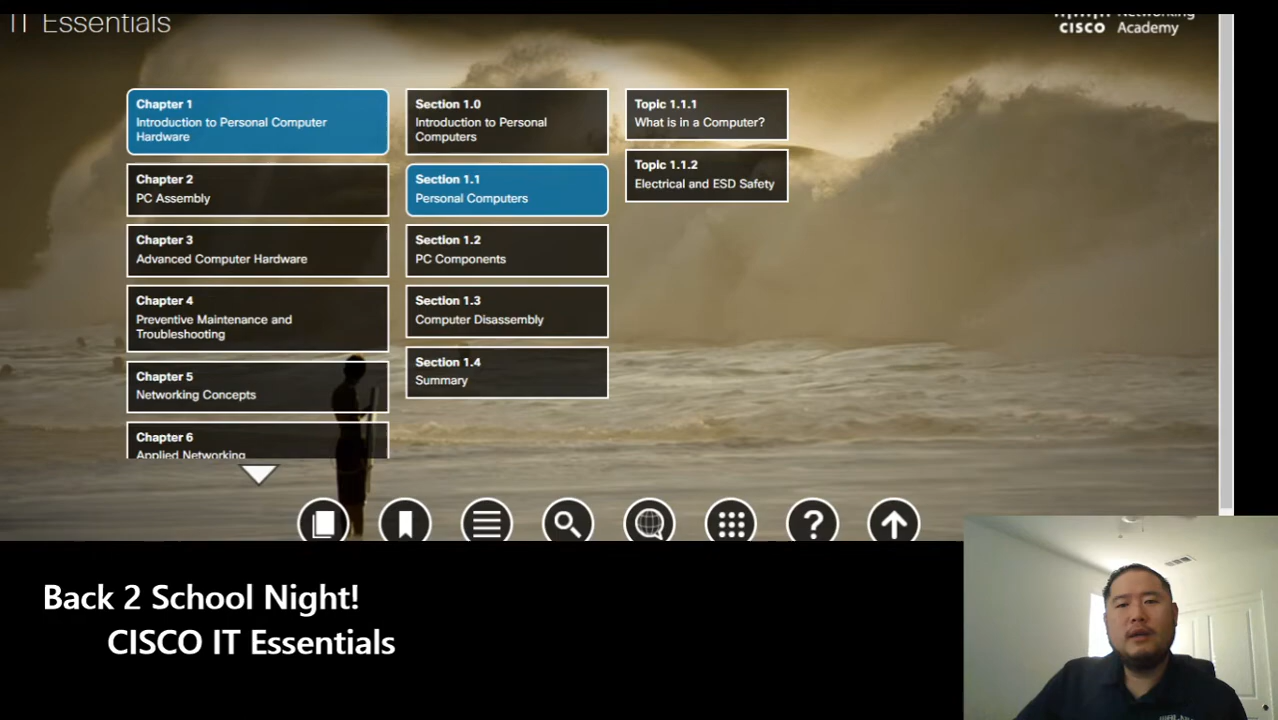 IT Essentials
Networking
CISCO Academy
Chapter 1
Introduction to Personal Computer
Hardware
Chapter 2
PC Assembly
Chapter 3
Advanced Computer Hardware
Chapter 4
Preventive Maintenance and
Troubleshooting
Chapter 5
Networking Concepts
Chapter 6
Applied Networking
Section 1.0
Introduction to Personal
Computers
Section 1.1
Personal Computers
Section 1.2
PC Components
Section 1.3
Computer Disassembly
Section 1.4
Summary
Topic 1.1.1
What is in a Computer?
Topic 1.1.2
Electrical and ESD Safety
?
Back 2 School Night!
CISCO IT Essentials